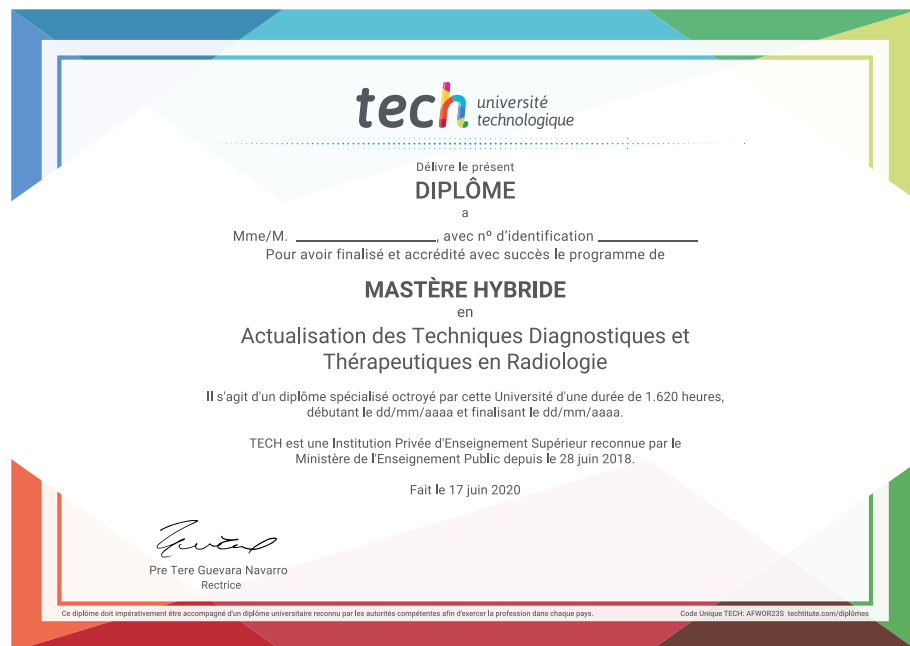 tech université
technologique
Délivre le présent
DIPLÔME
a
Mme/M. ____________________, avec nº d'identification ______________
Pour avoir finalisé et accrédité avec succès le programme de
MASTÈRE HYBRIDE
en
Actualisation des Techniques Diagnostiques et
Thérapeutiques en Radiologie
Il s'agit d'un diplôme spécialisé octroyé par cette Université d'une durée de 1.620 heures,
débutant le dd/mm/aaaa et finalisant le dd/mm/aaaa.
TECH est une Institution Privée d'Enseignement Supérieur reconnue par le
Ministère de l'Enseignement Public depuis le 28 juin 2018.
Fait le 17 juin 2020
Pre Tere Guevara Navarro
Rectrice
Ce diplôme doit impérativement être accompagné d'un diplôme universitaire reconnu par les autorités compétentes afin d'exercer la profession dans chaque pays.
Code Unique TECH: AFWOR23S techtitute.com/diplômes